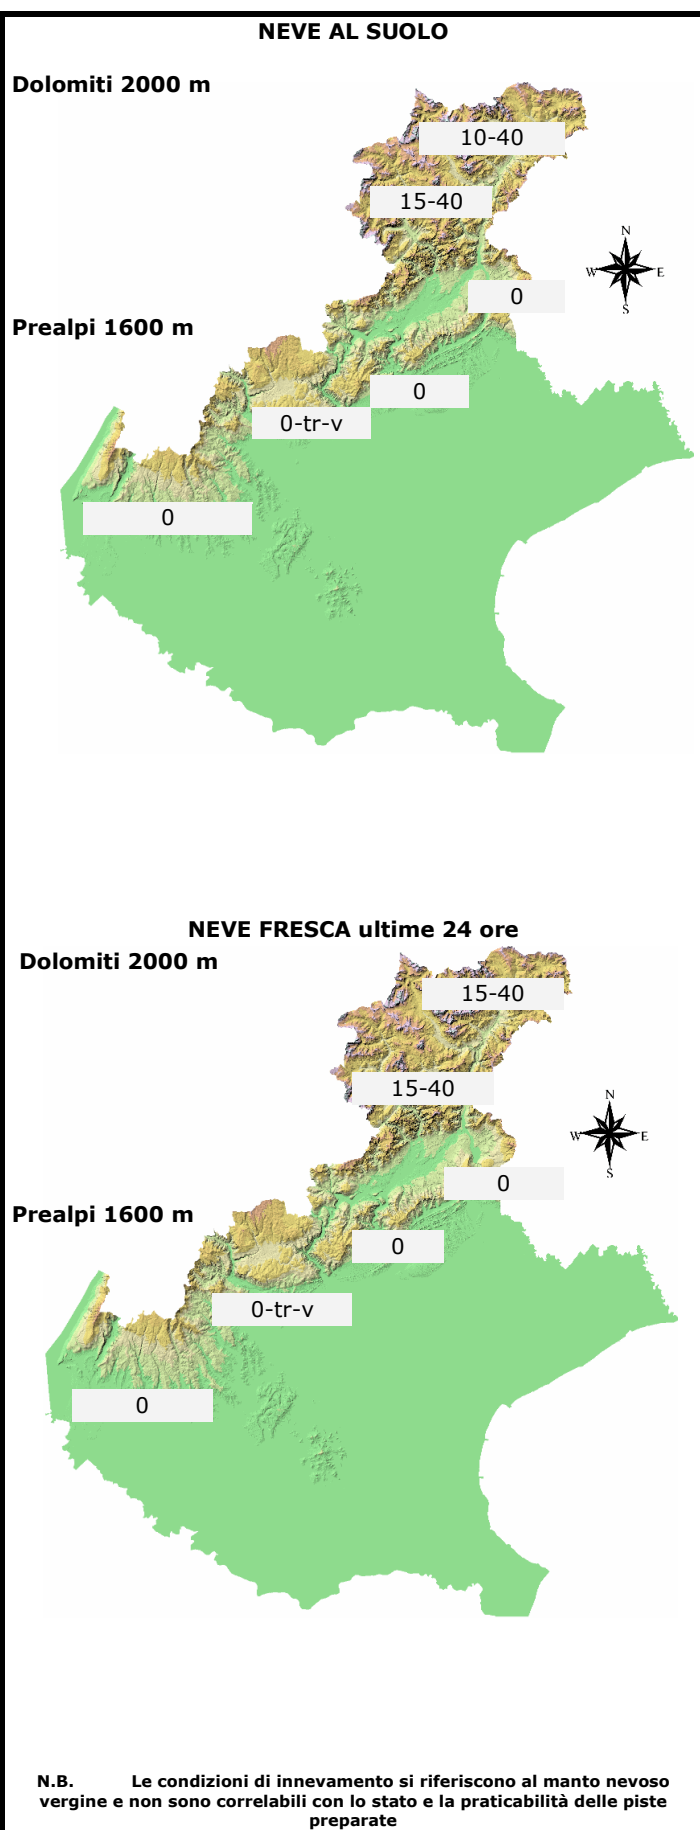 NEVE AL SUOLO
Dolomiti 2000 m
10-40
15-40
N
W E
S
0
Prealpi 1600 m
0
0-tr-v
0
NEVE FRESCA ultime 24 ore
Dolomiti 2000 m
15-40
15-40
N
W E
S
0
Prealpi 1600 m
0
0-tr-v
0
N.B. Le condizioni di innevamento si riferiscono al manto nevoso
vergine e non sono correlabili con lo stato e la praticabilità delle piste
preparate